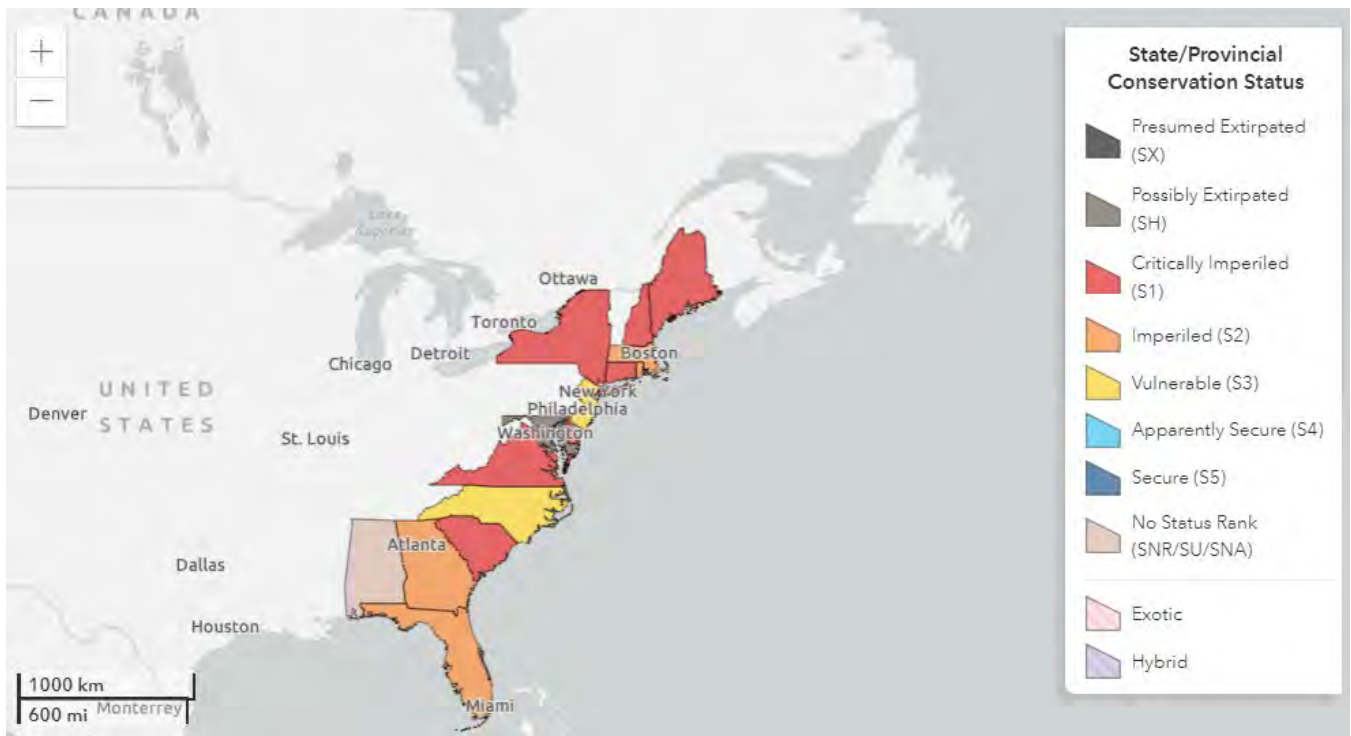 CANADA
+
−
Lake
Superior
Ottawa
Toronto
Detroit
Chicago
Boston
UNITED
STATES
New York
Philadelphia
Denver
Washington
St. Louis
Atlanta
Dallas
Houston
1000 km
600 mi
Monterrey
Miami
State/Provincial
Conservation Status
Presumed Extirpated
(SX)
Possibly Extirpated
(SH)
Critically Imperiled
(S1)
Imperiled (S2)
Vulnerable (S3)
Apparently Secure (S4)
Secure (S5)
No Status Rank
(SNR/SU/SNA)
Exotic
Hybrid